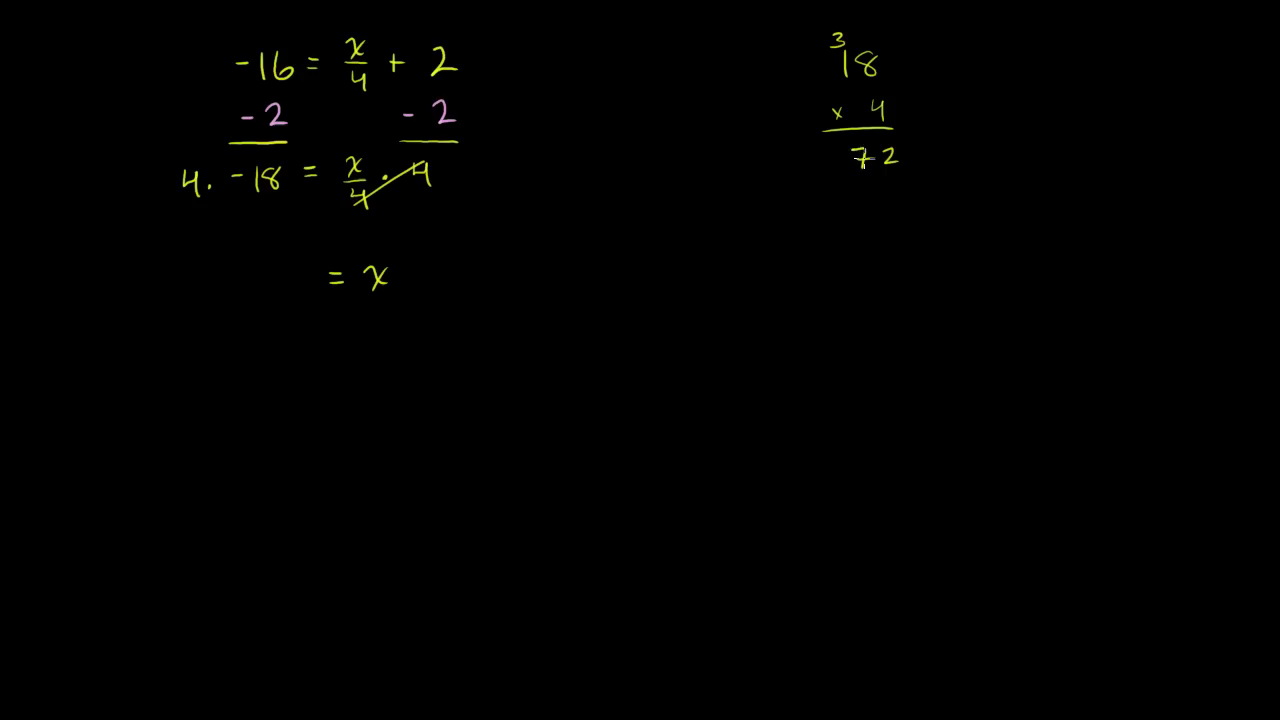 -16 = x/4 + 2
- 2 - 2
4 · -18 = x/4 · 4
= x
3
18
x 4
72